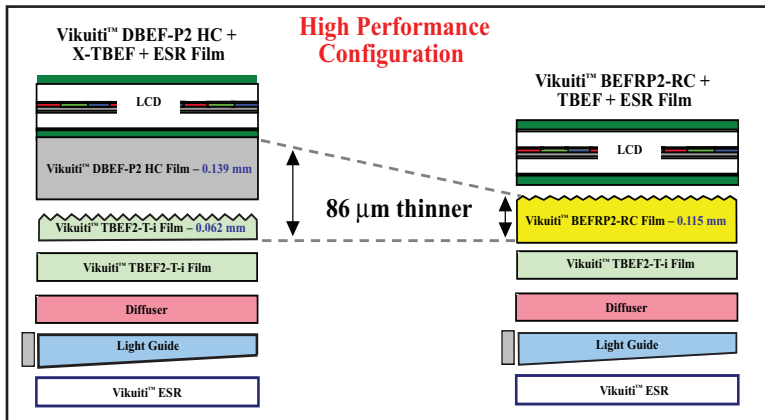 High Performance
Configuration
Vikuiti™ DBEF-P2 HC +
X-TBEF + ESR Film
LCD
Vikuiti™ DBEF-P2 HC Film – 0.139 mm
Vikuiti™ TBEF2-T-i Film – 0.062 mm
Vikuiti™ TBEF2-T-i Film
Diffuser
Light Guide
Vikuiti™ ESR
86 µm thinner
Vikuiti™ BEFRP2-RC +
TBEF + ESR Film
LCD
Vikuiti™ BEFRP2-RC Film – 0.115 mm
Vikuiti™ TBEF2-T-i Film
Diffuser
Light Guide
Vikuiti™ ESR